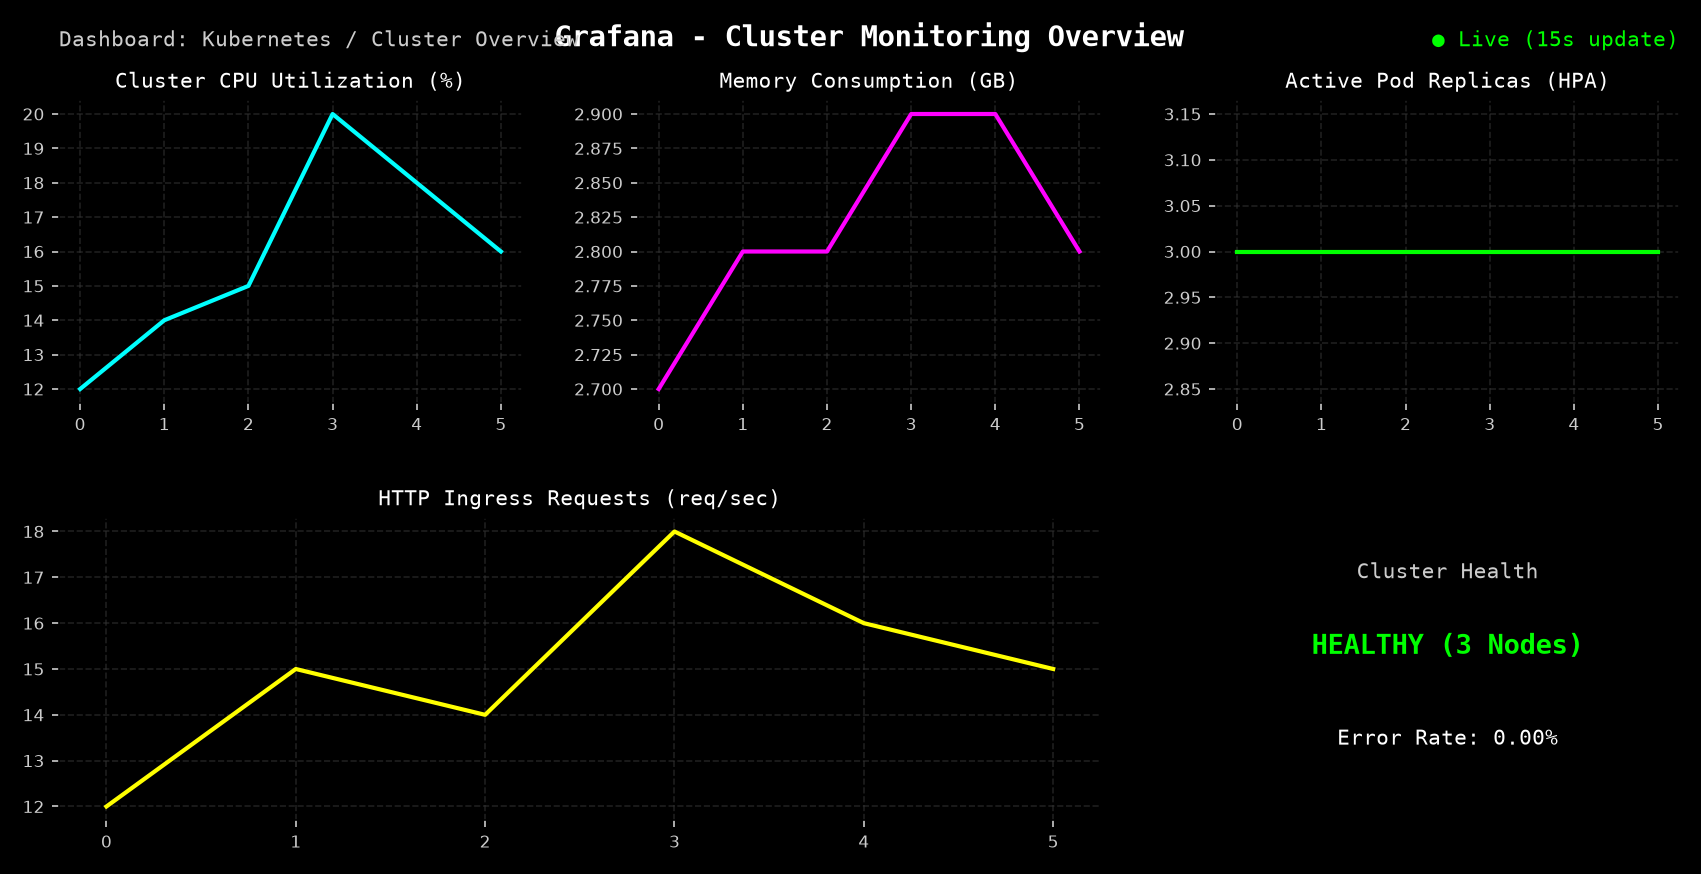 Dashboard: Kubernetes / Cluster Overview
Grafana - Cluster Monitoring Overview
● Live (15s update)
Cluster CPU Utilization (%)
20
19
18
17
16
15
14
13
12
0 1 2 3 4 5
Memory Consumption (GB)
2.900
2.875
2.850
2.825
2.800
2.775
2.750
2.725
2.700
0 1 2 3 4 5
Active Pod Replicas (HPA)
3.15
3.10
3.05
3.00
2.95
2.90
2.85
0 1 2 3 4 5
HTTP Ingress Requests (req/sec)
18
17
16
15
14
13
12
0 1 2 3 4 5
Cluster Health
HEALTHY (3 Nodes)
Error Rate: 0.00%